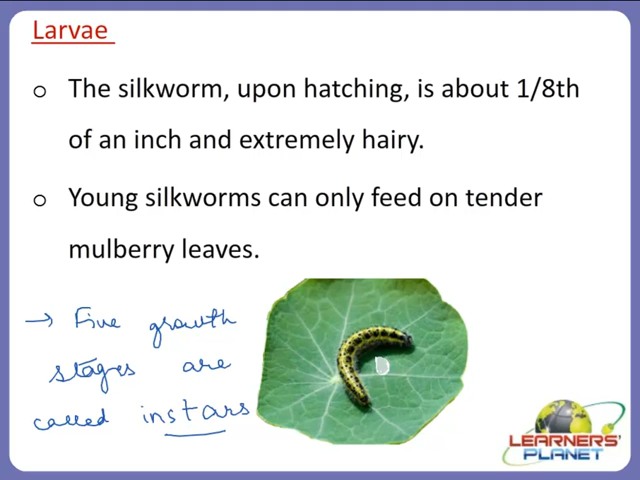 Larvae
o The silkworm, upon hatching, is about 1/8th
of an inch and extremely hairy.
o Young silkworms can only feed on tender
mulberry leaves.
→ Five growth
stages are
called instars
LEARNERS'
PLANET